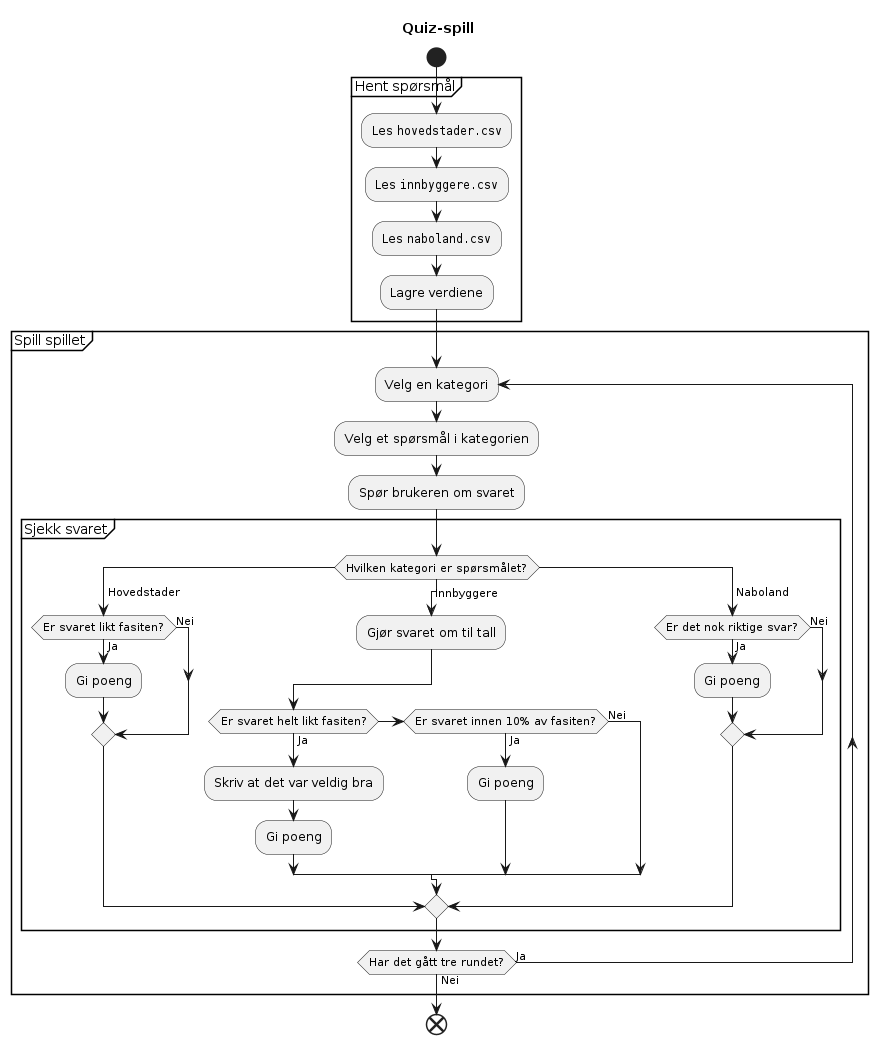 Quiz-spill
Hent spørsmål
Les hovedstader.csv
Les innbyggere.csv
Les naboland.csv
Lagre verdiene
Spill spillet
Velg en kategori
Velg et spørsmål i kategorien
Spør brukeren om svaret
Sjekk svaret
Hvilken kategori er spørsmålet?
Hovedstader
Er svaret likt fasiten?
Nei
Ja
Gi poeng
Innbyggere
Gjør svaret om til tall
Er svaret helt likt fasiten?
Ja
Skriv at det var veldig bra
Gi poeng
Er svaret innen 10% av fasiten?
Nei
Ja
Gi poeng
Naboland
Er det nok riktige svar?
Nei
Ja
Gi poeng
Har det gått tre rundet?
Ja
Nei